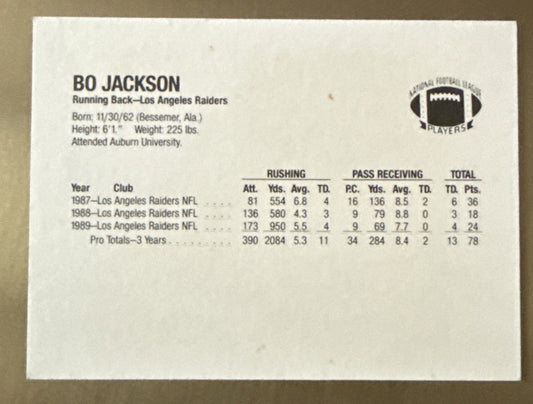 BO JACKSON
Running Back—Los Angeles Raiders
Born: 11/30/62 (Bessemer, Ala.)
Height: 6'1." Weight: 225 lbs.
Attended Auburn University.
NATIONAL FOOTBALL LEAGUE
PLAYERS
RUSHING PASS RECEIVING TOTAL
Year Club Att. Yds. Avg. TD. P.C. Yds. Avg. TD. TD. Pts.
1987—Los Angeles Raiders NFL . . . . 81 554 6.8 4 16 136 8.5 2 6 36
1988—Los Angeles Raiders NFL . . . . 136 580 4.3 3 9 79 8.8 0 3 18
1989—Los Angeles Raiders NFL . . . . 173 950 5.5 4 9 69 7.7 0 4 24
Pro Totals—3 Years . . . . . . . . . 390 2084 5.3 11 34 284 8.4 2 13 78